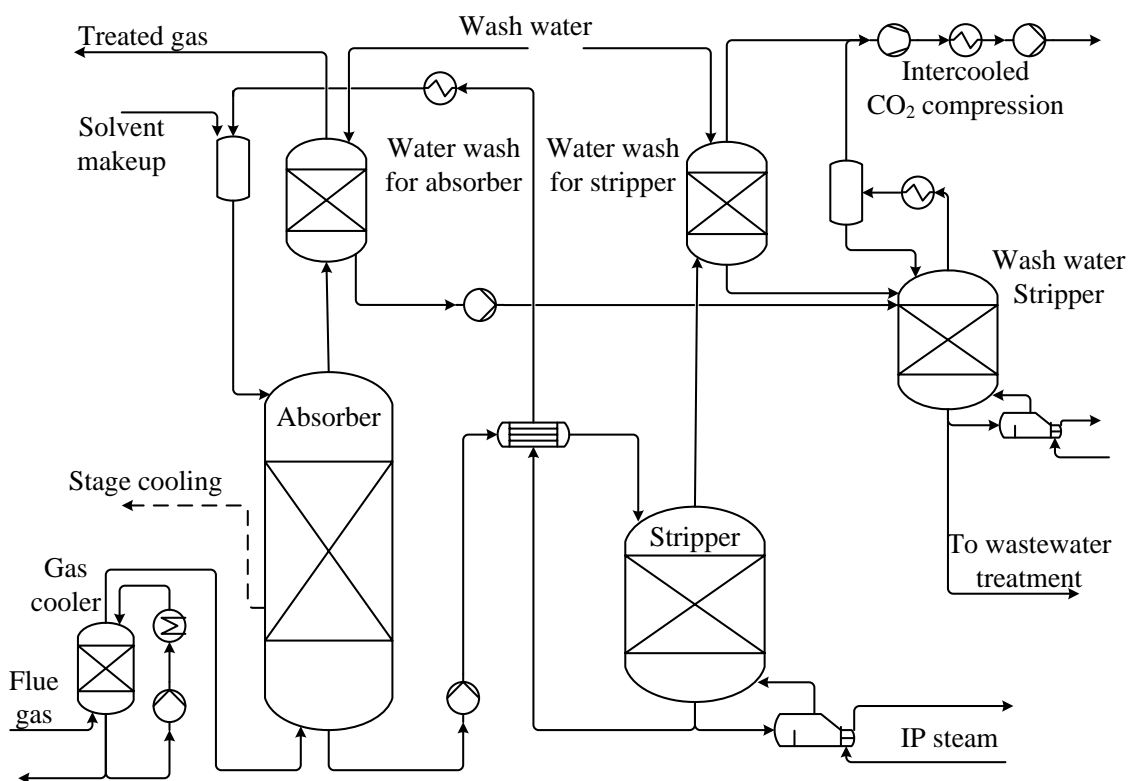 Treated gas
Wash water
Intercooled
CO₂ compression
Solvent
makeup
Water wash
for absorber
Water wash
for stripper
Wash water
Stripper
Absorber
Stage cooling
Stripper
To wastewater
treatment
Gas
cooler
Flue
gas
IP steam